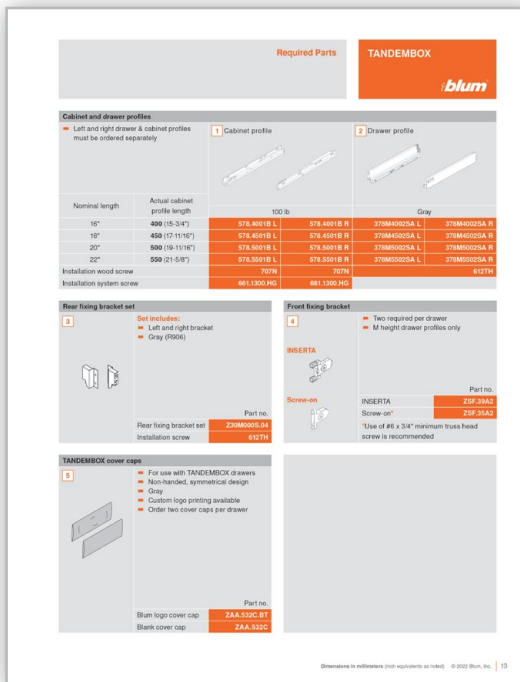 Required Parts
TANDEMBOX
blum
Cabinet and drawer profiles
Left and right drawer & cabinet profiles
must be ordered separately
1 Cabinet profile
2 Drawer profile
Nominal length
Actual cabinet
profile length
100 lb
Gray
16" 400 (15-3/4") 578.4001B L 578.4001B R 378M4002SA L 378M4002SA R
18" 450 (17-11/16") 578.4501B L 578.4501B R 378M4502SA L 378M4502SA R
20" 500 (19-11/16") 578.5001B L 578.5001B R 378M5002SA L 378M5002SA R
22" 550 (21-5/8") 578.5501B L 578.5501B R 378M5502SA L 378M5502SA R
Installation wood screw 707N 707N 612TH
Installation system screw 661.1300.HG 661.1300.HG
Rear fixing bracket set
3
Set includes:
Left and right bracket
Gray (R906)
Part no.
Rear fixing bracket set Z30M000S.04
Installation screw 612TH
Front fixing bracket
4
Two required per drawer
M height drawer profiles only
INSERTA
Screw-on
Part no.
INSERTA ZSF.39A2
Screw-on* ZSF.35A2
*Use of #6 x 3/4" minimum truss head
screw is recommended
TANDEMBOX cover caps
5
For use with TANDEMBOX drawers
Non-handed, symmetrical design
Gray
Custom logo printing available
Order two cover caps per drawer
Part no.
Blum logo cover cap ZAA.532C.BT
Blank cover cap ZAA.532C
Dimensions in millimeters (inch equivalents as noted) © 2022 Blum, Inc. | 13